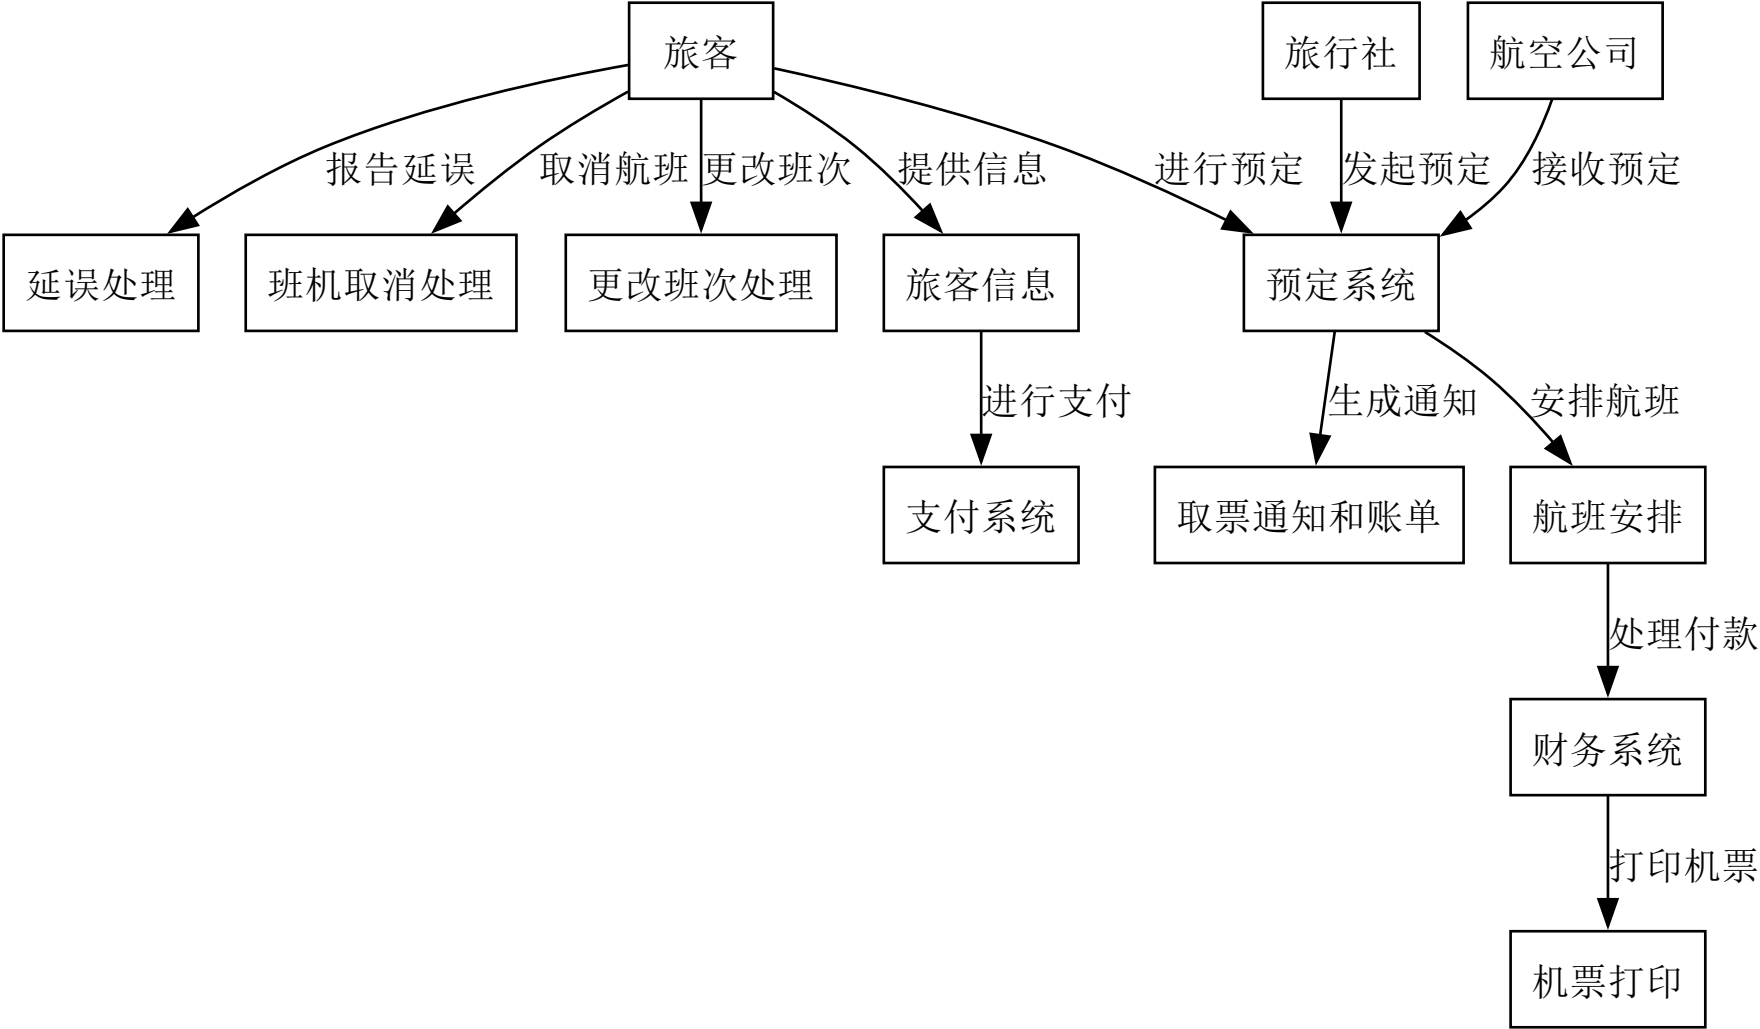 旅客
旅行社
航空公司
报告延误
取消航班
更改班次
提供信息
进行预定
发起预定
接收预定
延误处理
班机取消处理
更改班次处理
旅客信息
预定系统
进行支付
生成通知
安排航班
支付系统
取票通知和账单
航班安排
处理付款
财务系统
打印机票
机票打印